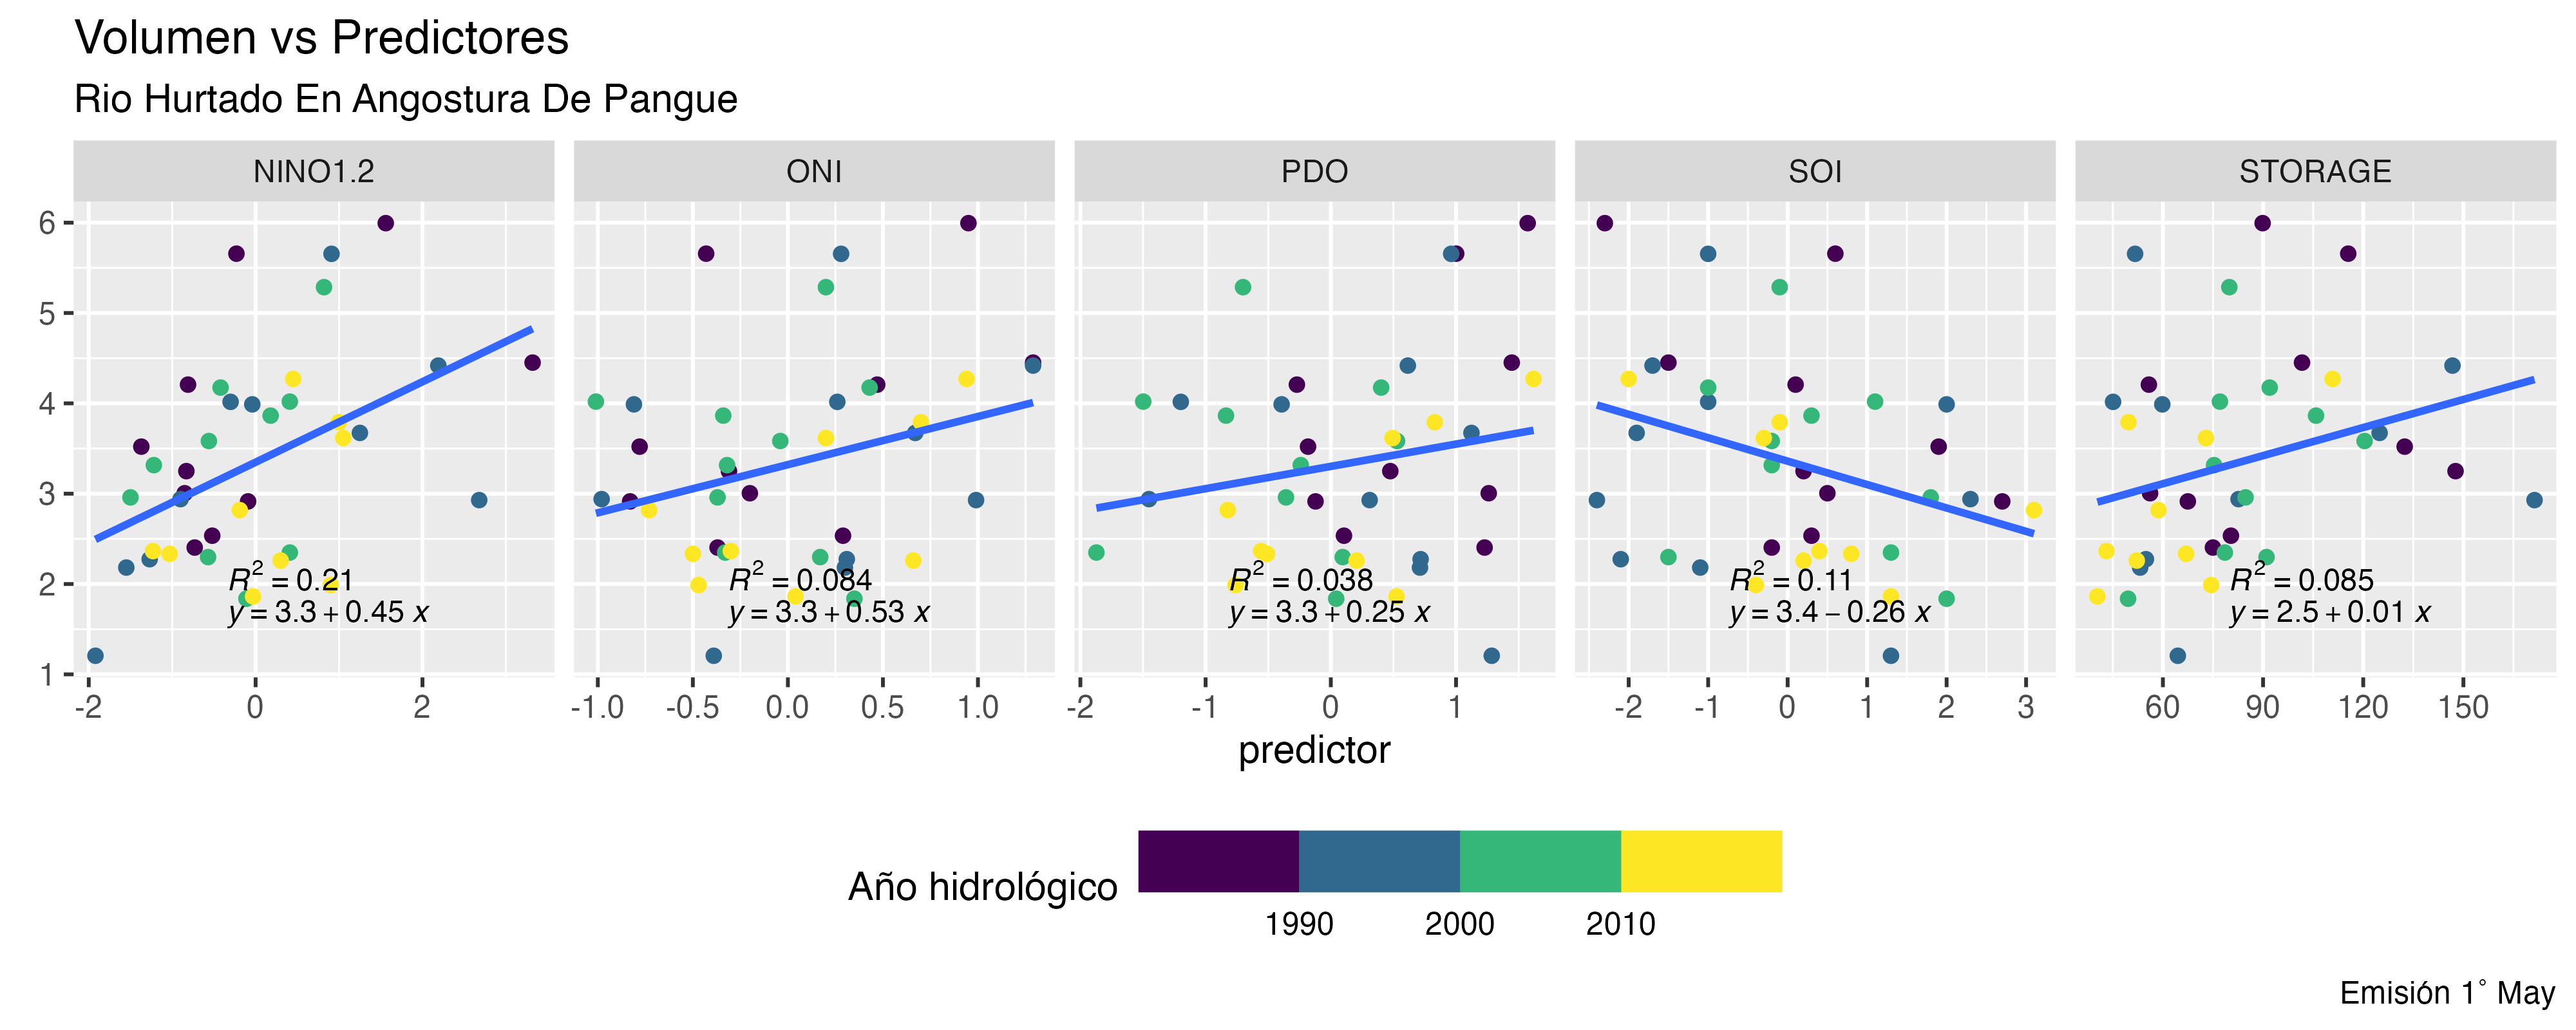 Volumen vs Predictores
Rio Hurtado En Angostura De Pangue
NINO1.2 ONI PDO SOI STORAGE
6
5
4
3
2
1
R² = 0.21 R² = 0.084 R² = 0.038 R² = 0.11 R² = 0.085
y = 3.3 + 0.45 x y = 3.3 + 0.53 x y = 3.3 + 0.25 x y = 3.4 − 0.26 x y = 2.5 + 0.01 x
-2 0 2 -1.0 -0.5 0.0 0.5 1.0 -2 -1 0 1 -2 -1 0 1 2 3 60 90 120 150
predictor
Año hidrológico
1990 2000 2010
Emisión 1° May